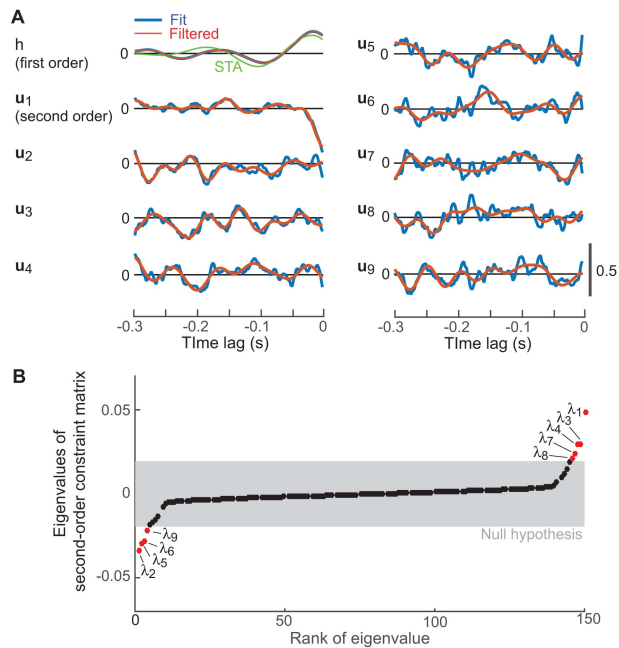 A
Fit
Filtered
h
(first order)
0
STA
u1
(second order)
0
u2
0
u3
0
u4
0
-0.3 -0.2 -0.1 0
TIme lag (s)
u5
0
u6
0
u7
0
u8
0
u9
0
0.5
-0.3 -0.2 -0.1 0
TIme lag (s)
B
Eigenvalues of
second-order constraint matrix
0.05
0
-0.05
λ1
λ3
λ4
λ7
λ8
Null hypothesis
λ9
λ6
λ5
λ2
0 50 100 150
Rank of eigenvalue